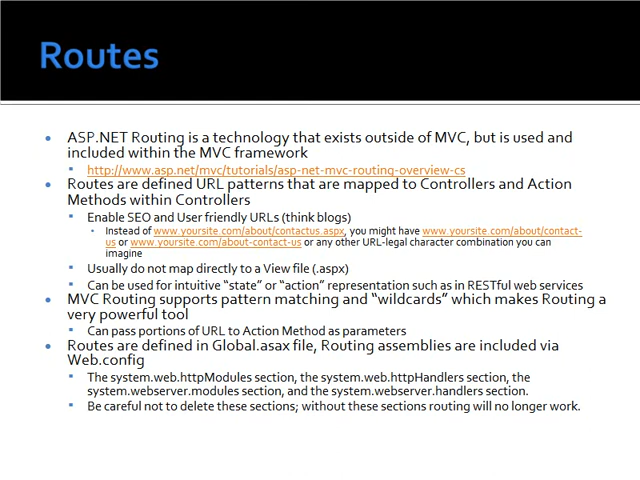 Routes
ASP.NET Routing is a technology that exists outside of MVC, but is used and
included within the MVC framework
http://www.asp.net/mvc/tutorials/asp-net-mvc-routing-overview-cs
Routes are defined URL patterns that are mapped to Controllers and Action
Methods within Controllers
Enable SEO and User friendly URLs (think blogs)
Instead of www.yoursite.com/about/contactus.aspx, you might have www.yoursite.com/about/contact-
us or www.yoursite.com/about-contact-us or any other URL-legal character combination you can
imagine
Usually do not map directly to a View file (.aspx)
Can be used for intuitive “state” or “action” representation such as in RESTful web services
MVC Routing supports pattern matching and “wildcards” which makes Routing a
very powerful tool
Can pass portions of URL to Action Method as parameters
Routes are defined in Global.asax file, Routing assemblies are included via
Web.config
The system.web.httpModules section, the system.web.httpHandlers section, the
system.webserver.modules section, and the system.webserver.handlers section.
Be careful not to delete these sections; without these sections routing will no longer work.